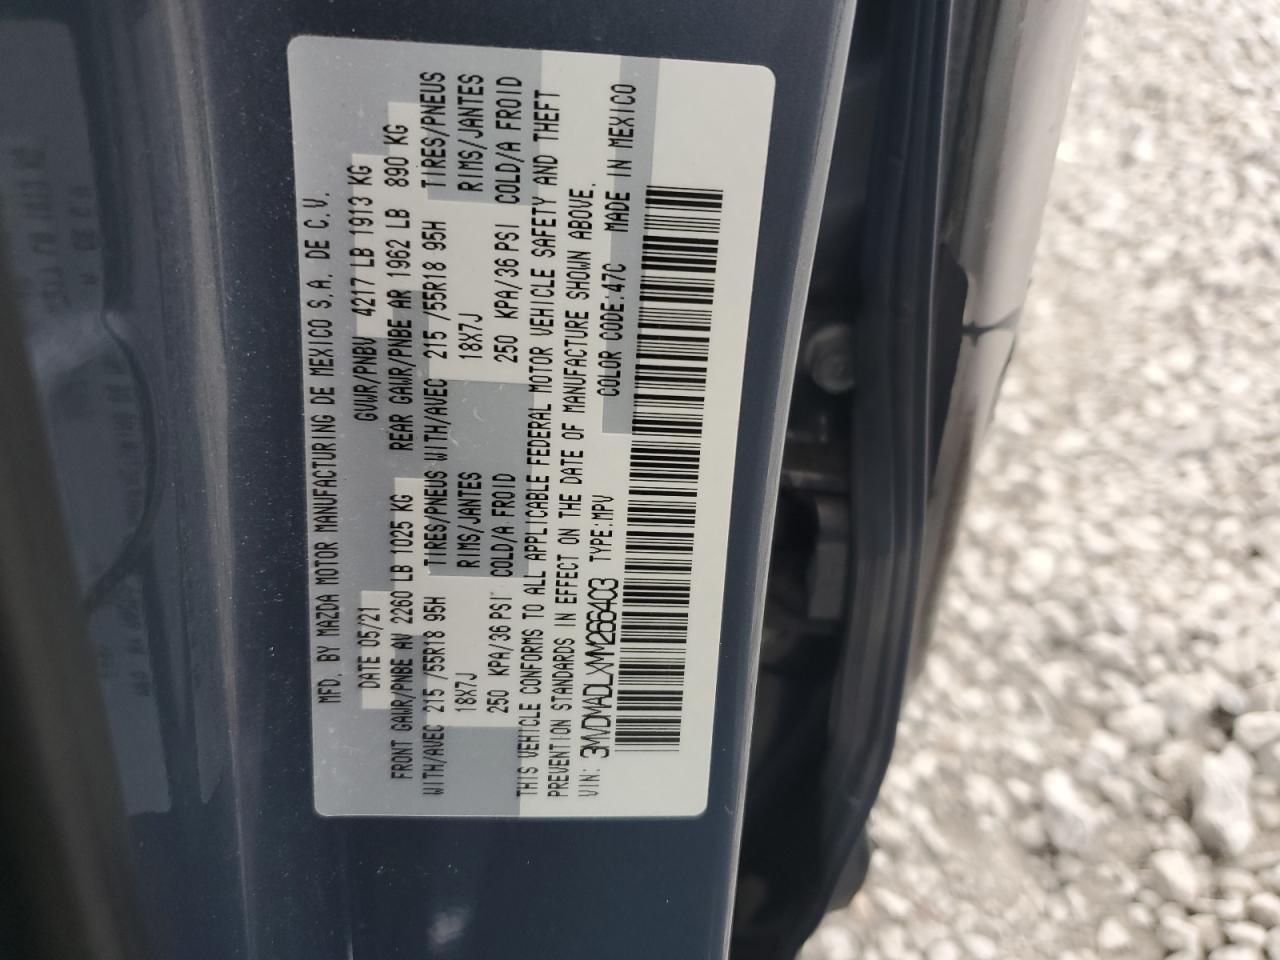 MFD. BY MAZDA MOTOR MANUFACTURING DE MEXICO S.A. DE C.V.
DATE 05/21 GVWR/PNBV 4217 LB 1913 KG
FRONT GAWR/PNBE AV 2260 LB 1025 KG REAR GAWR/PNBE AR 1962 LB 890 KG
WITH/AVEC 215 /55R18 95H TIRES/PNEUS WITH/AVEC 215 /55R18 95H TIRES/PNEUS
18X7J RIMS/JANTES 18X7J RIMS/JANTES
250 KPA/36 PSI COLD/A FROID 250 KPA/36 PSI COLD/A FROID
THIS VEHICLE CONFORMS TO ALL APPLICABLE FEDERAL MOTOR VEHICLE SAFETY AND THEFT
PREVENTION STANDARDS IN EFFECT ON THE DATE OF MANUFACTURE SHOWN ABOVE.
VIN: 3MVDMADLXMM266403 TYPE:MPV COLOR CODE:47C MADE IN MEXICO